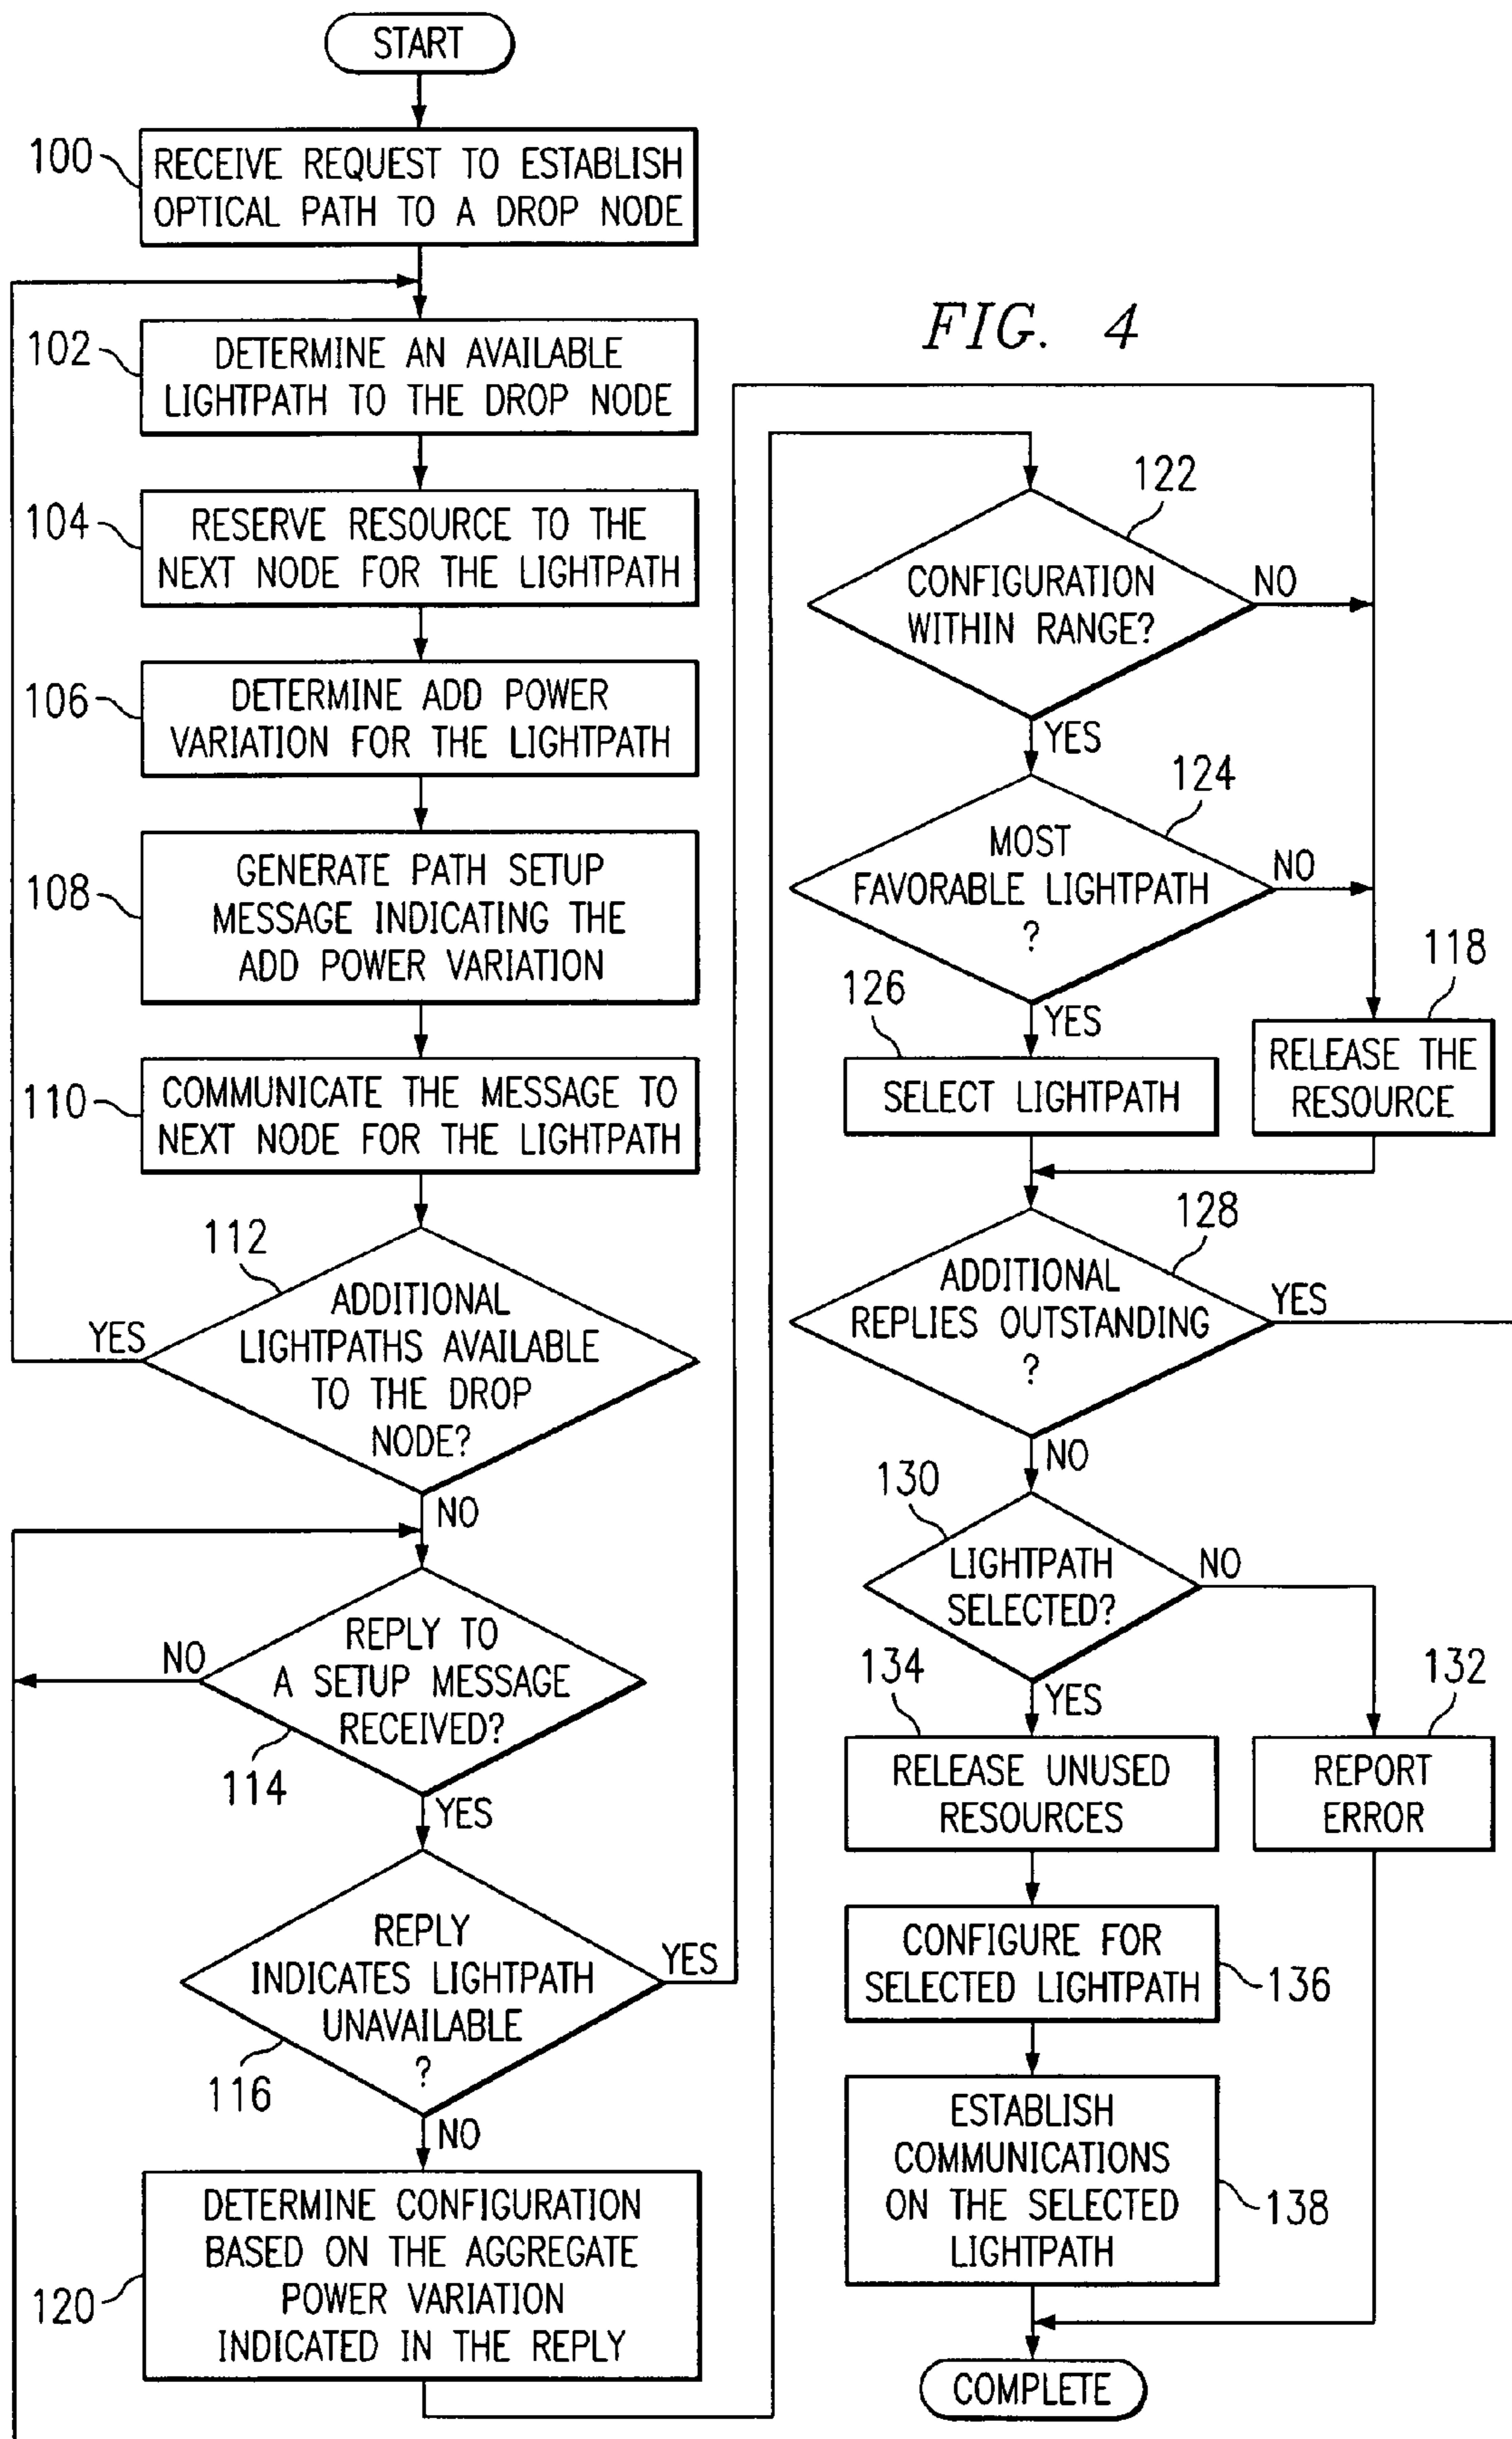 START
100
RECEIVE REQUEST TO ESTABLISH
OPTICAL PATH TO A DROP NODE
102
DETERMINE AN AVAILABLE
LIGHTPATH TO THE DROP NODE
104
RESERVE RESOURCE TO THE
NEXT NODE FOR THE LIGHTPATH
106
DETERMINE ADD POWER
VARIATION FOR THE LIGHTPATH
108
GENERATE PATH SETUP
MESSAGE INDICATING THE
ADD POWER VARIATION
110
COMMUNICATE THE MESSAGE TO
NEXT NODE FOR THE LIGHTPATH
112
ADDITIONAL
LIGHTPATHS AVAILABLE
TO THE DROP
NODE?
YES
NO
REPLY TO
A SETUP MESSAGE
RECEIVED?
NO
114
YES
REPLY
INDICATES LIGHTPATH
UNAVAILABLE
?
YES
116
NO
120
DETERMINE CONFIGURATION
BASED ON THE AGGREGATE
POWER VARIATION
INDICATED IN THE REPLY
FIG. 4
122
CONFIGURATION
WITHIN RANGE?
NO
YES
124
MOST
FAVORABLE LIGHTPATH
?
NO
YES
126
SELECT LIGHTPATH
118
RELEASE THE
RESOURCE
128
ADDITIONAL
REPLIES OUTSTANDING
?
YES
NO
130
LIGHTPATH
SELECTED?
NO
YES
134
RELEASE UNUSED
RESOURCES
132
REPORT
ERROR
CONFIGURE FOR
SELECTED LIGHTPATH
136
ESTABLISH
COMMUNICATIONS
ON THE SELECTED
LIGHTPATH
138
COMPLETE